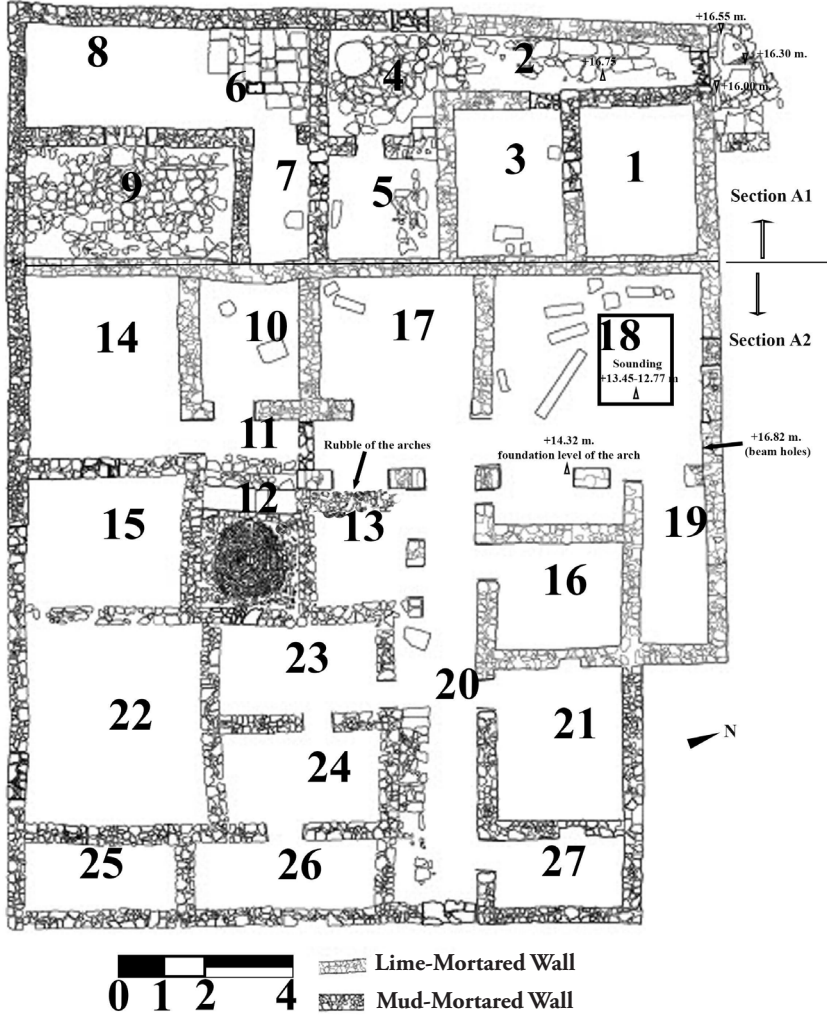 +16.55 m.
8
2
+16.75
+16.30 m.
6
4
+16.00 m.
9
7
5
3
1
Section A1
14
10
17
18
Section A2
Sounding
+13.45-12.77 m
11
Rubble of the arches
+14.32 m.
foundation level of the arch
+16.82 m.
(beam holes)
12
15
13
19
16
23
20
22
21
N
24
25
26
27
0 1 2 4
Lime-Mortared Wall
Mud-Mortared Wall